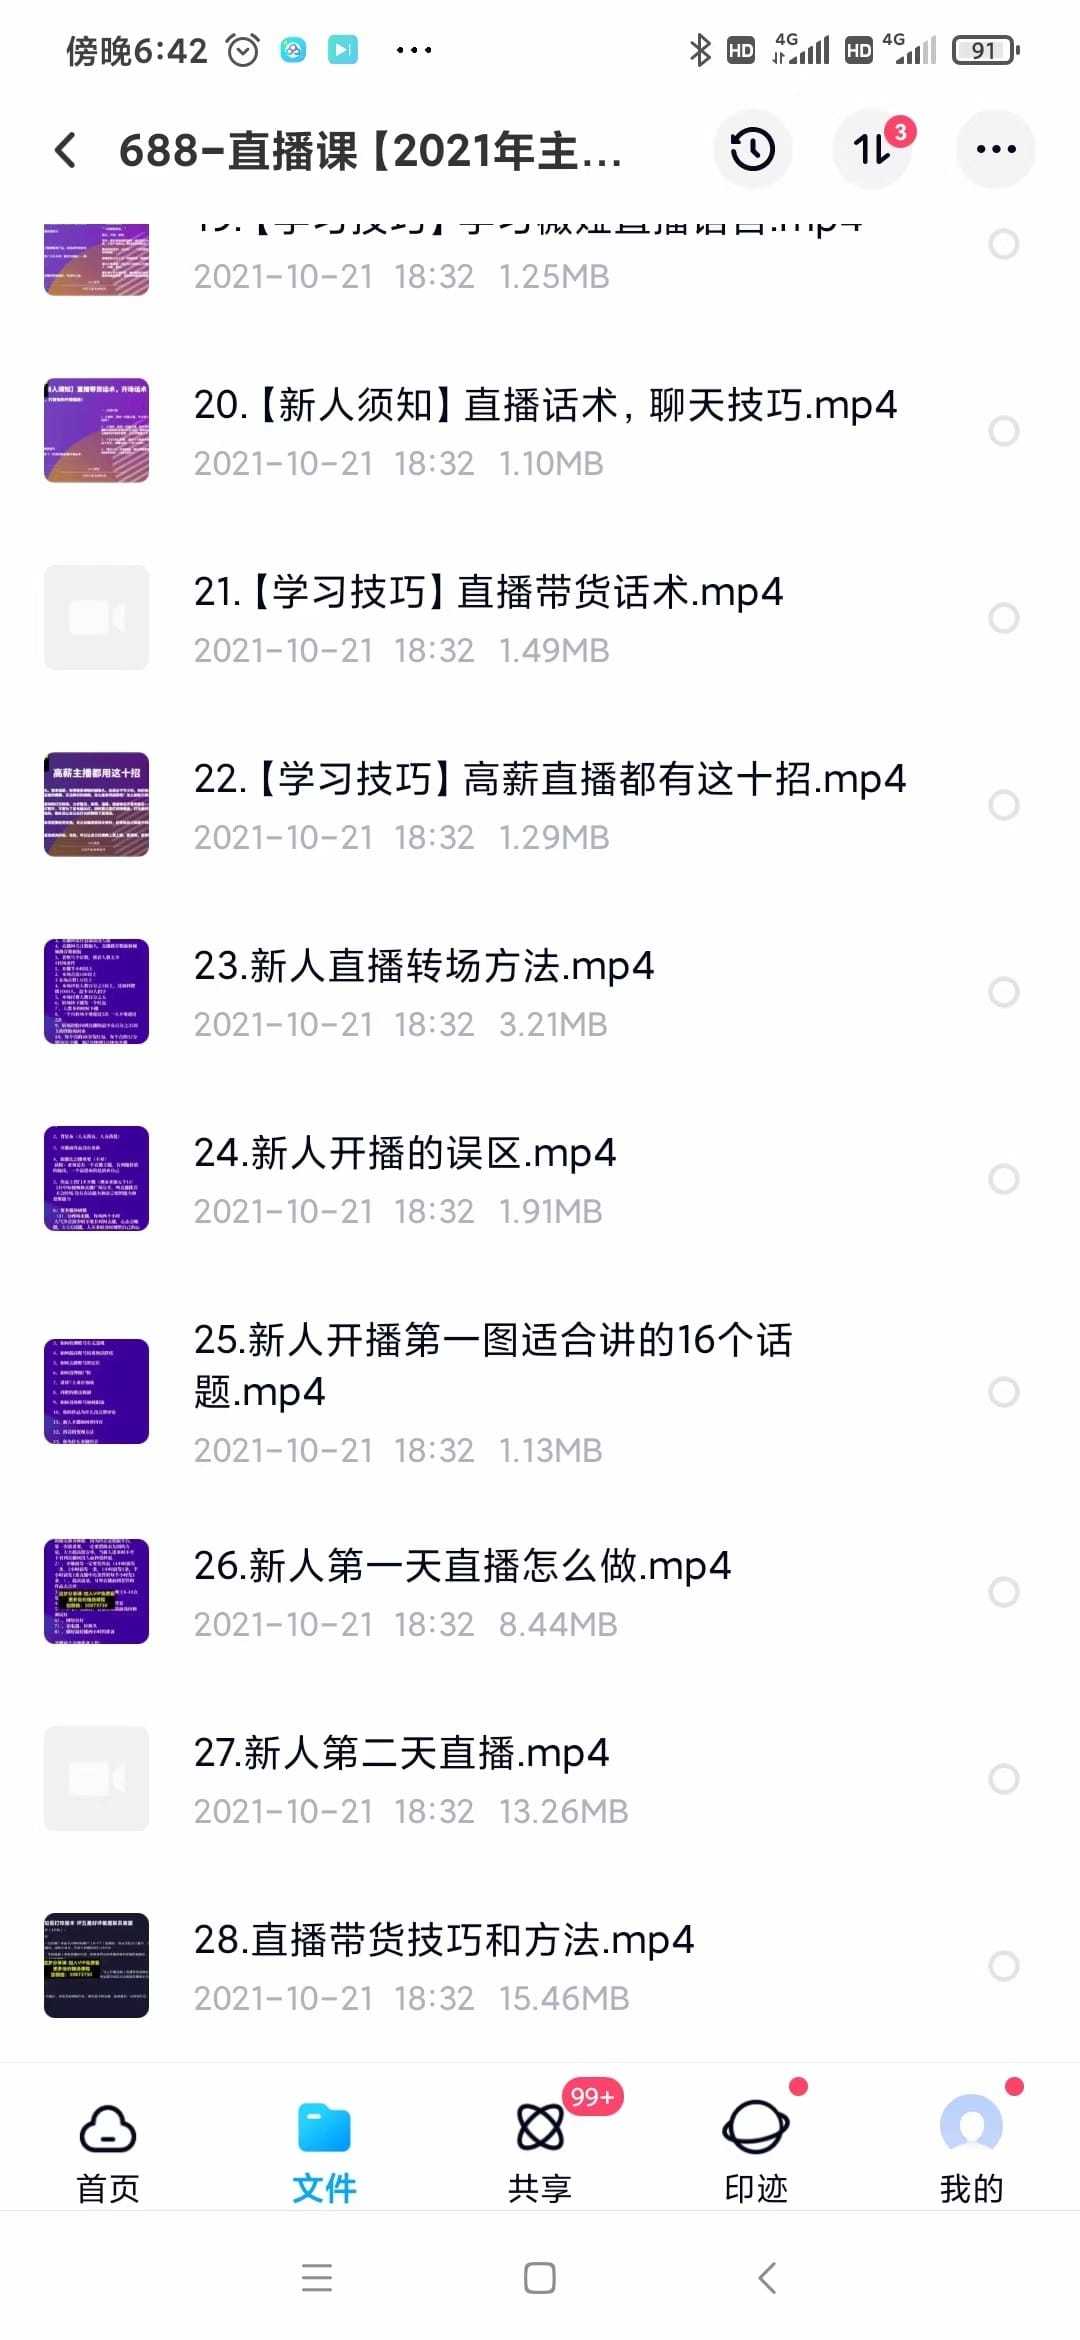 傍晚6:42
HD 4G HD 4G 91
688-直播课【2021年主...
3
2021-10-21 18:32 1.25MB
20.【新人须知】直播话术，聊天技巧.mp4
2021-10-21 18:32 1.10MB
21.【学习技巧】直播带货话术.mp4
2021-10-21 18:32 1.49MB
高薪主播都用这十招
22.【学习技巧】高薪直播都有这十招.mp4
2021-10-21 18:32 1.29MB
23.新人直播转场方法.mp4
2021-10-21 18:32 3.21MB
24.新人开播的误区.mp4
2021-10-21 18:32 1.91MB
25.新人开播第一图适合讲的16个话
题.mp4
2021-10-21 18:32 1.13MB
26.新人第一天直播怎么做.mp4
2021-10-21 18:32 8.44MB
27.新人第二天直播.mp4
2021-10-21 18:32 13.26MB
28.直播带货技巧和方法.mp4
2021-10-21 18:32 15.46MB
99+
首页 文件 共享 印迹 我的